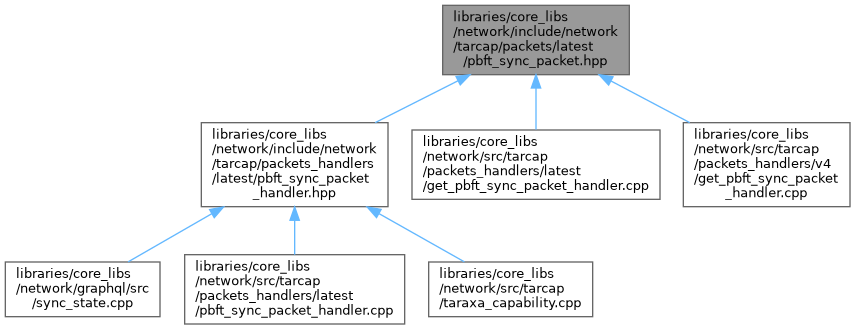 libraries/core_libs
/network/include/network
/tarcap/packets/latest
/pbft_sync_packet.hpp
libraries/core_libs
/network/include/network
/tarcap/packets_handlers
/latest/pbft_sync_packet
_handler.hpp
libraries/core_libs
/network/src/tarcap
/packets_handlers/latest
/get_pbft_sync_packet_handler.cpp
libraries/core_libs
/network/src/tarcap
/packets_handlers/v4
/get_pbft_sync_packet
_handler.cpp
libraries/core_libs
/network/graphql/src
/sync_state.cpp
libraries/core_libs
/network/src/tarcap
/packets_handlers/latest
/pbft_sync_packet_handler.cpp
libraries/core_libs
/network/src/tarcap
/taraxa_capability.cpp